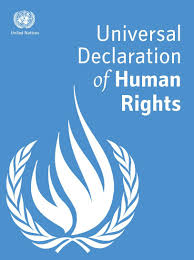 United Nations
Universal
Declaration
of Human
Rights